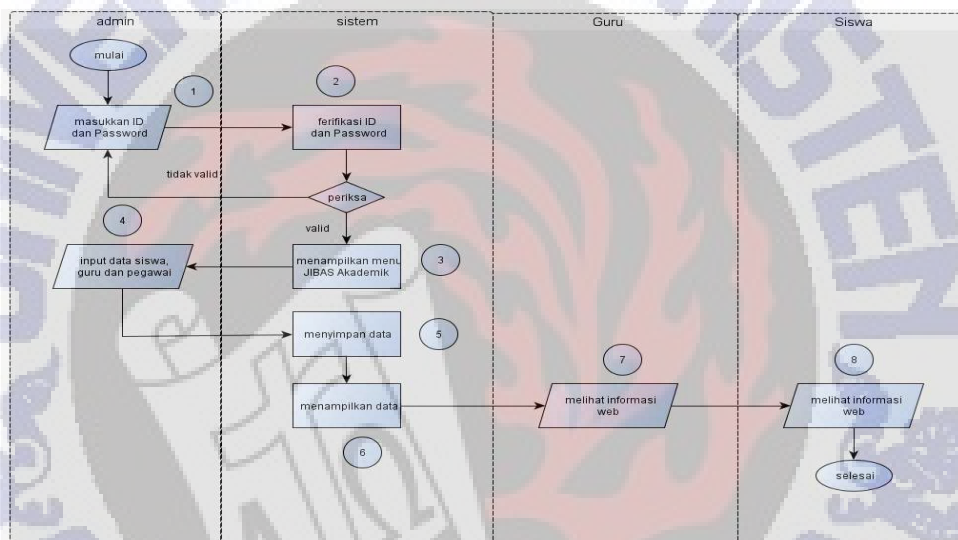 admin
sistem
Guru
Siswa
mulai
1
2
masukkan ID
dan Password
ferifikasi ID
dan Password
tidak valid
periksa
4
valid
input data siswa,
guru dan pegawai
menampilkan menu
JIBAS Akademik
3
menyimpan data
5
7
8
menampilkan data
melihat informasi
web
melihat informasi
web
6
selesai
UNIVE
STEN